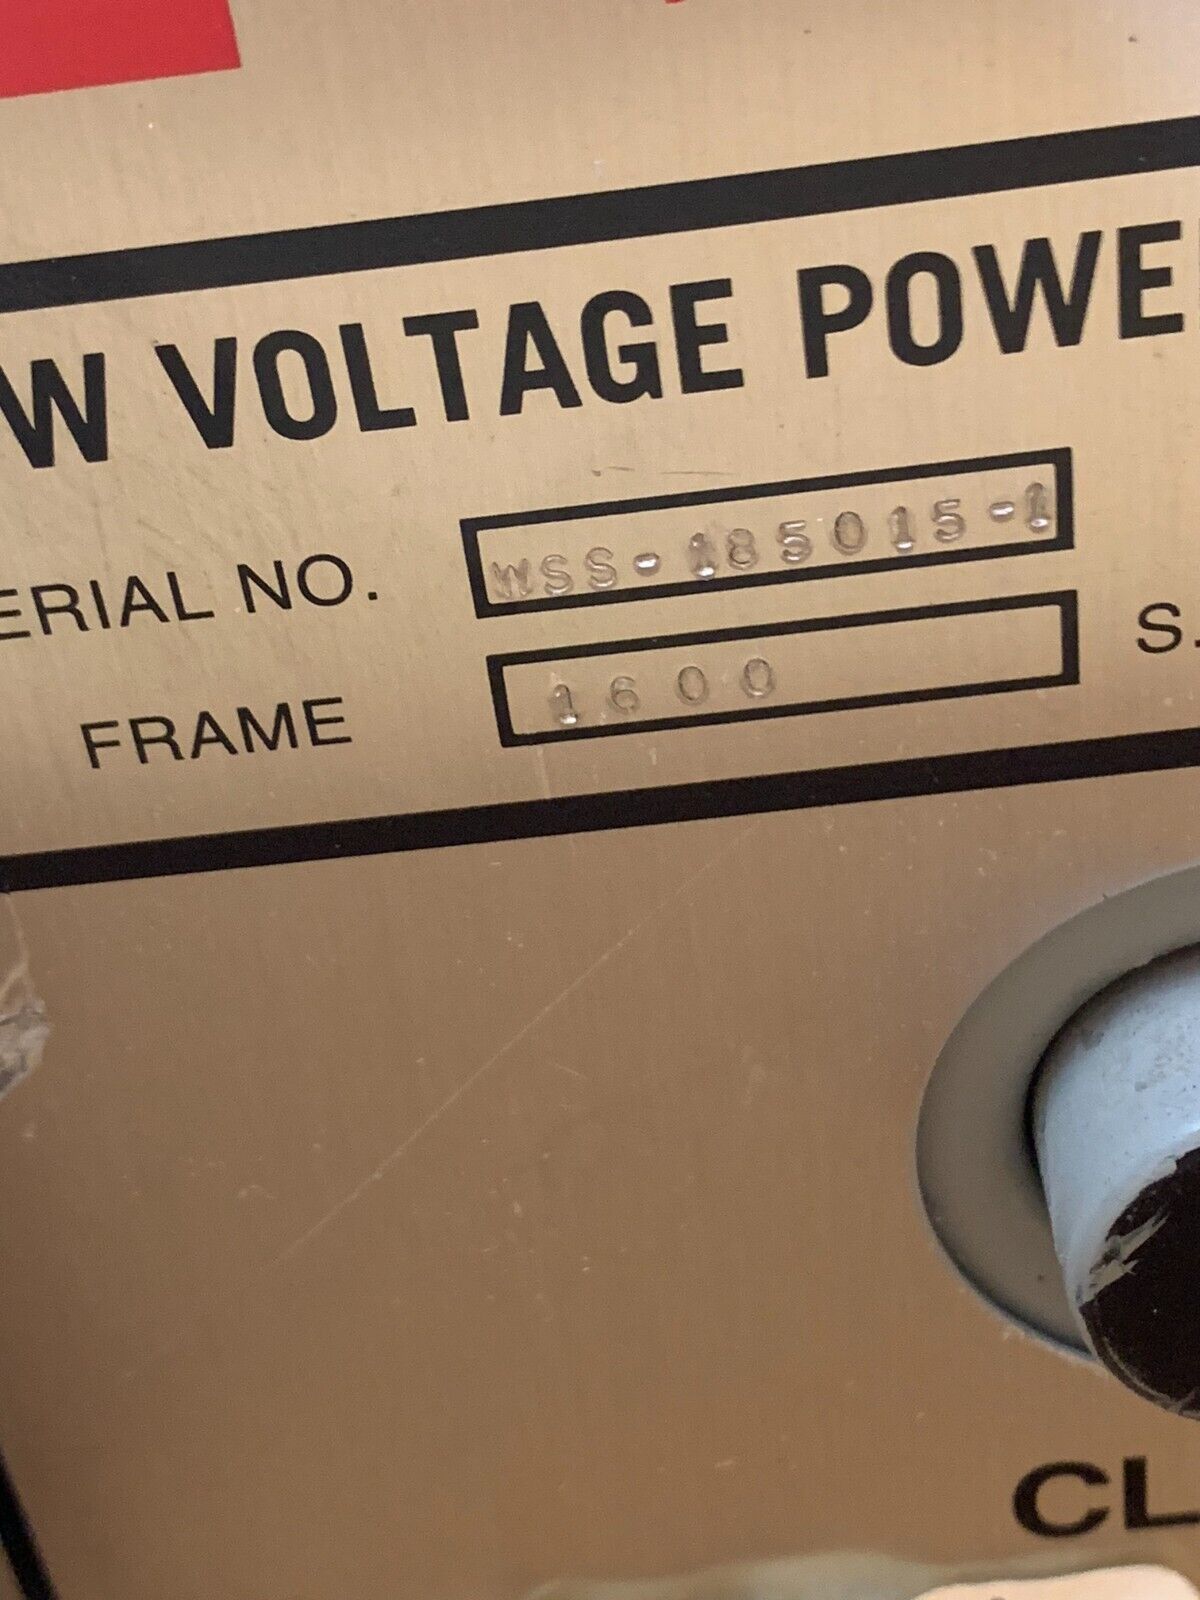 W VOLTAGE POWE
ERIAL NO. WSS-185015-1
FRAME 1600 S.
CL